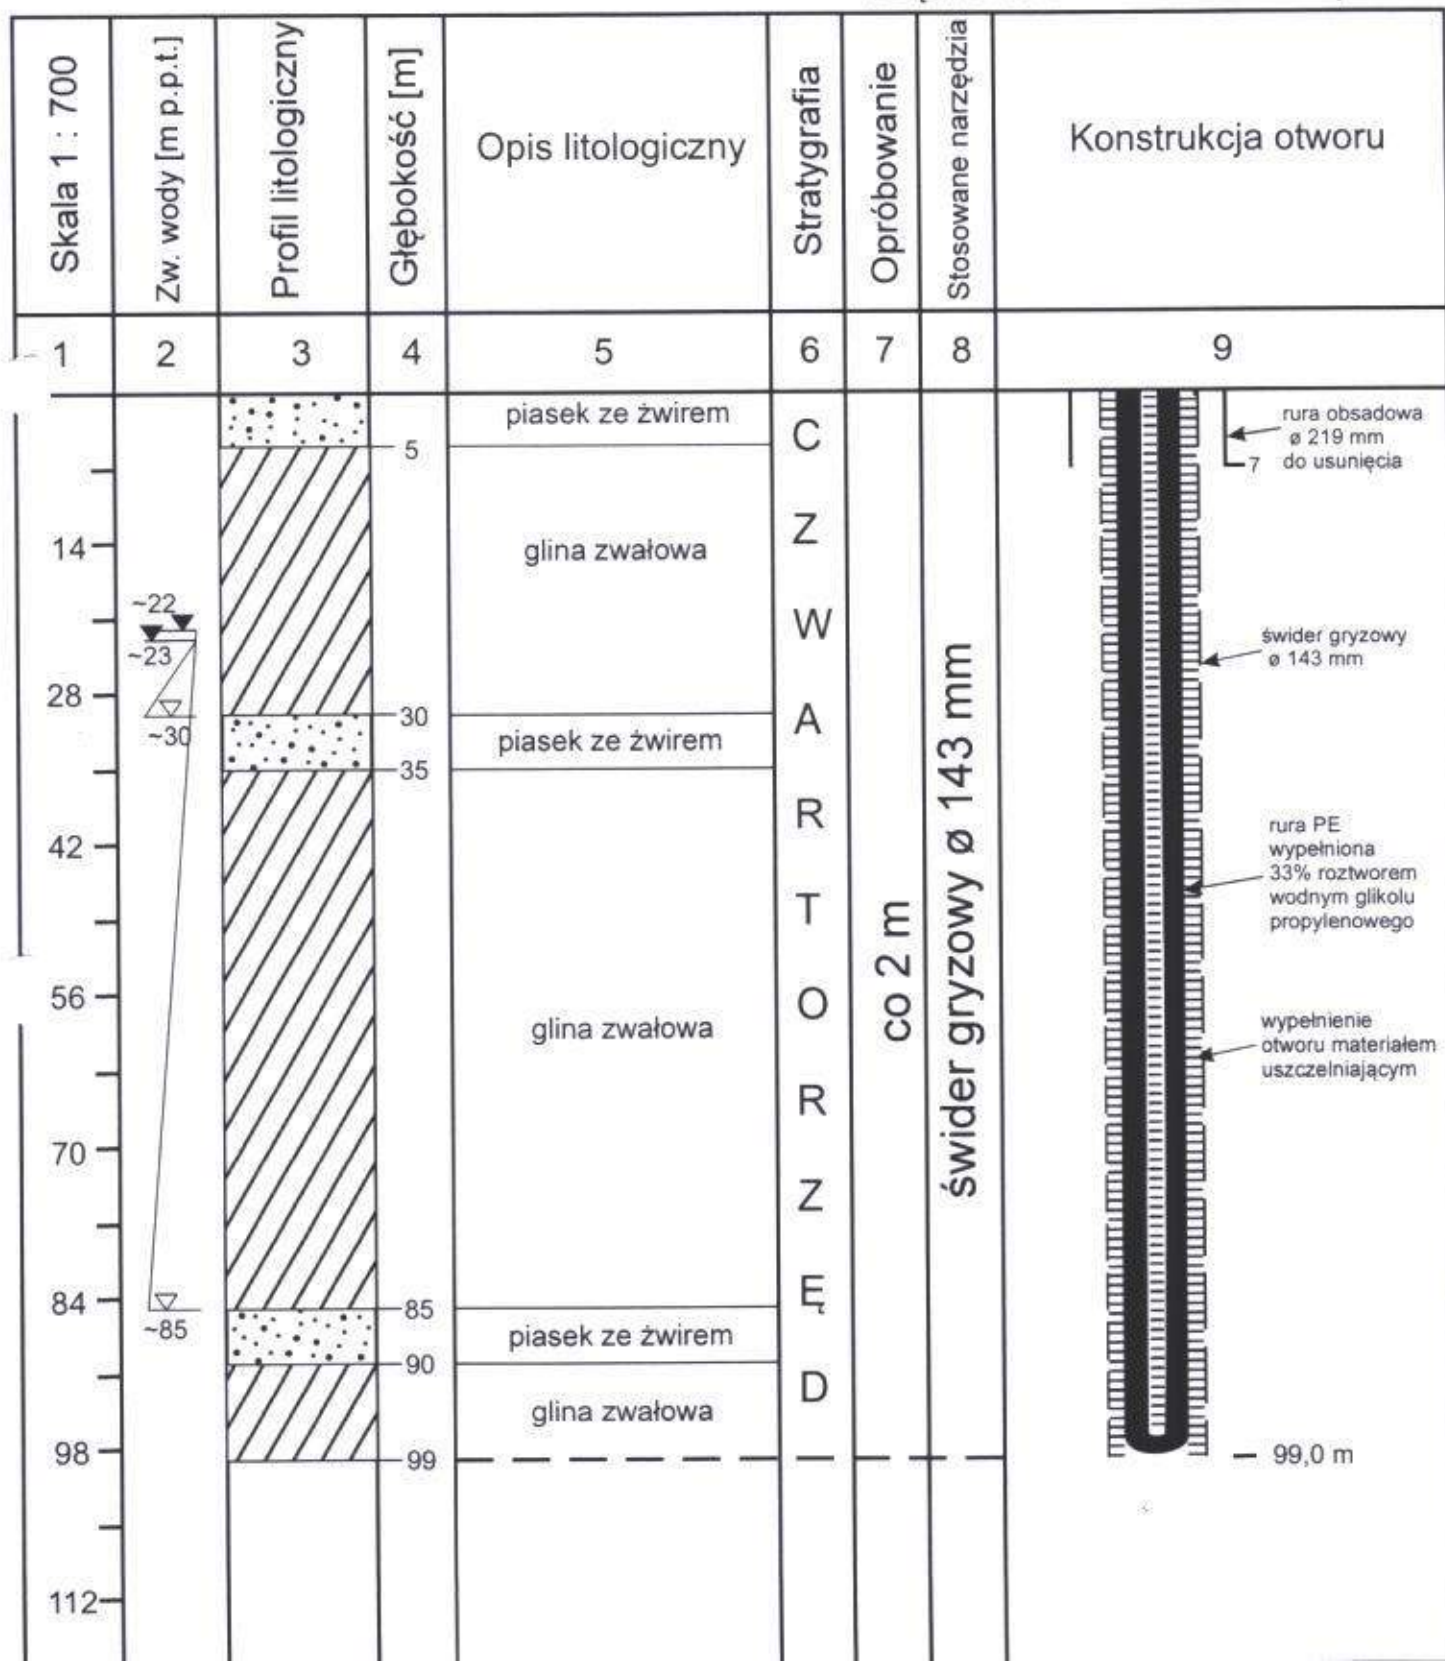 Skala 1 : 700
Zw. wody [m p.p.t.]
Profil litologiczny
Głębokość [m]
Opis litologiczny
Stratygrafia
Opróbowanie
Stosowane narzędzia
Konstrukcja otworu
1
2
3
4
5
6
7
8
9
14
28
42
56
70
84
98
112
~22
~23
~30
~85
5
30
35
85
90
99
piasek ze żwirem
glina zwałowa
piasek ze żwirem
glina zwałowa
piasek ze żwirem
glina zwałowa
C
Z
W
A
R
T
O
R
Z
Ę
D
co 2 m
świder gryzowy ø 143 mm
rura obsadowa
ø 219 mm
7 do usunięcia
świder gryzowy
ø 143 mm
rura PE
wypełniona
33% roztworem
wodnym glikolu
propylenowego
wypełnienie
otworu materiałem
uszczelniającym
99,0 m